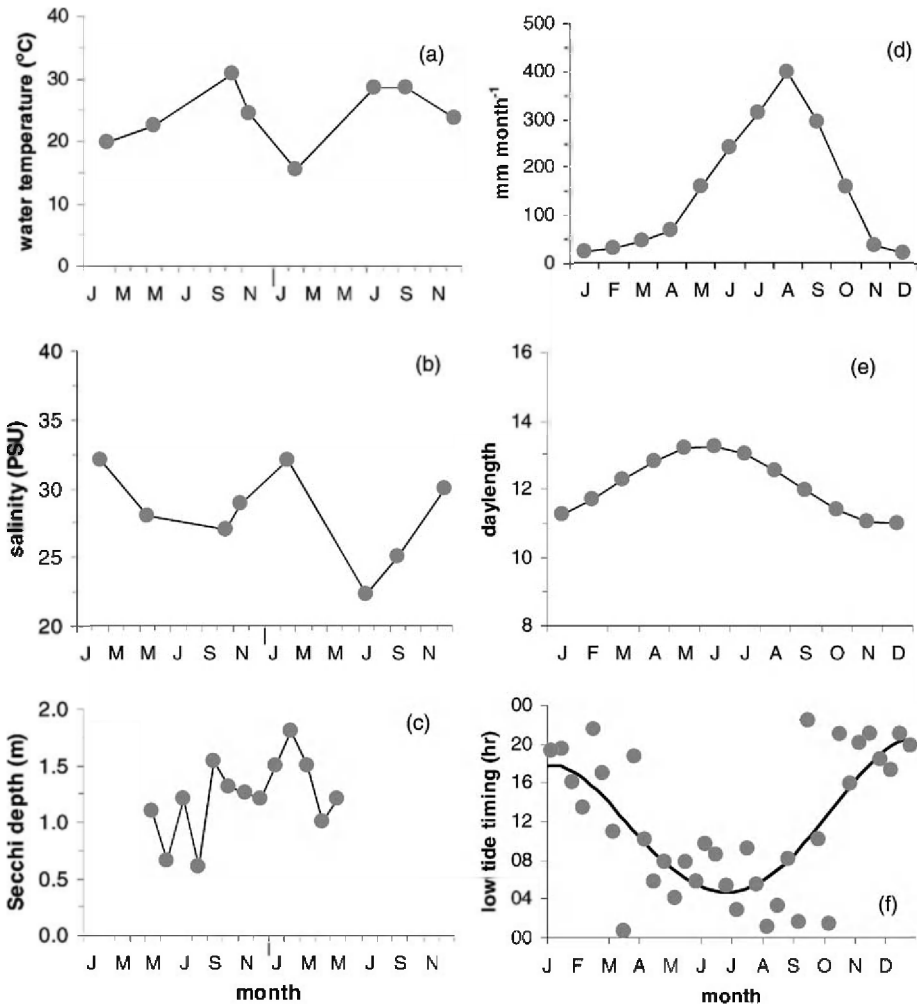 (a)
water temperature (°C)
40
30
20
10
0
J M M J S N J M M J S N
(b)
salinity (PSU)
40
35
30
25
20
J M M J S N J M M J S N
(c)
Secchi depth (m)
2.0
1.5
1.0
0.5
0.0
J M M J S N J M M J S N
month
(d)
mm month⁻¹
500
400
300
200
100
0
J F M A M J J A S O N D
(e)
daylength
16
14
12
10
8
J F M A M J J A S O N D
(f)
low tide timing (hr)
00
20
16
12
08
04
00
J F M A M J J A S O N D
month